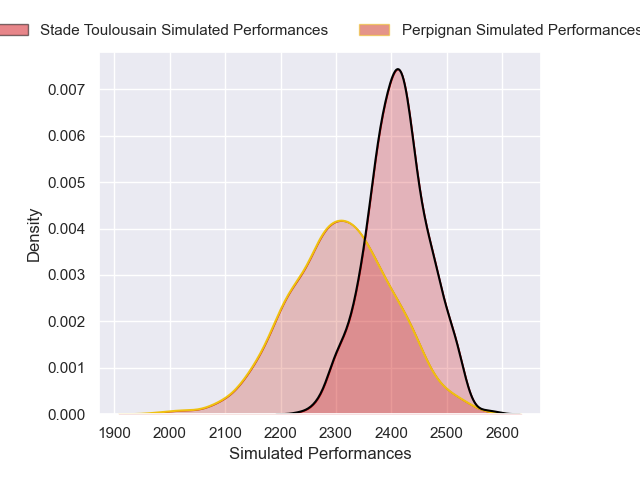 Stade Toulousain Simulated Performances
Perpignan Simulated Performances
0.007
0.006
0.005
0.004
0.003
0.002
0.001
0.000
Density
1900 2000 2100 2200 2300 2400 2500 2600
Simulated Performances